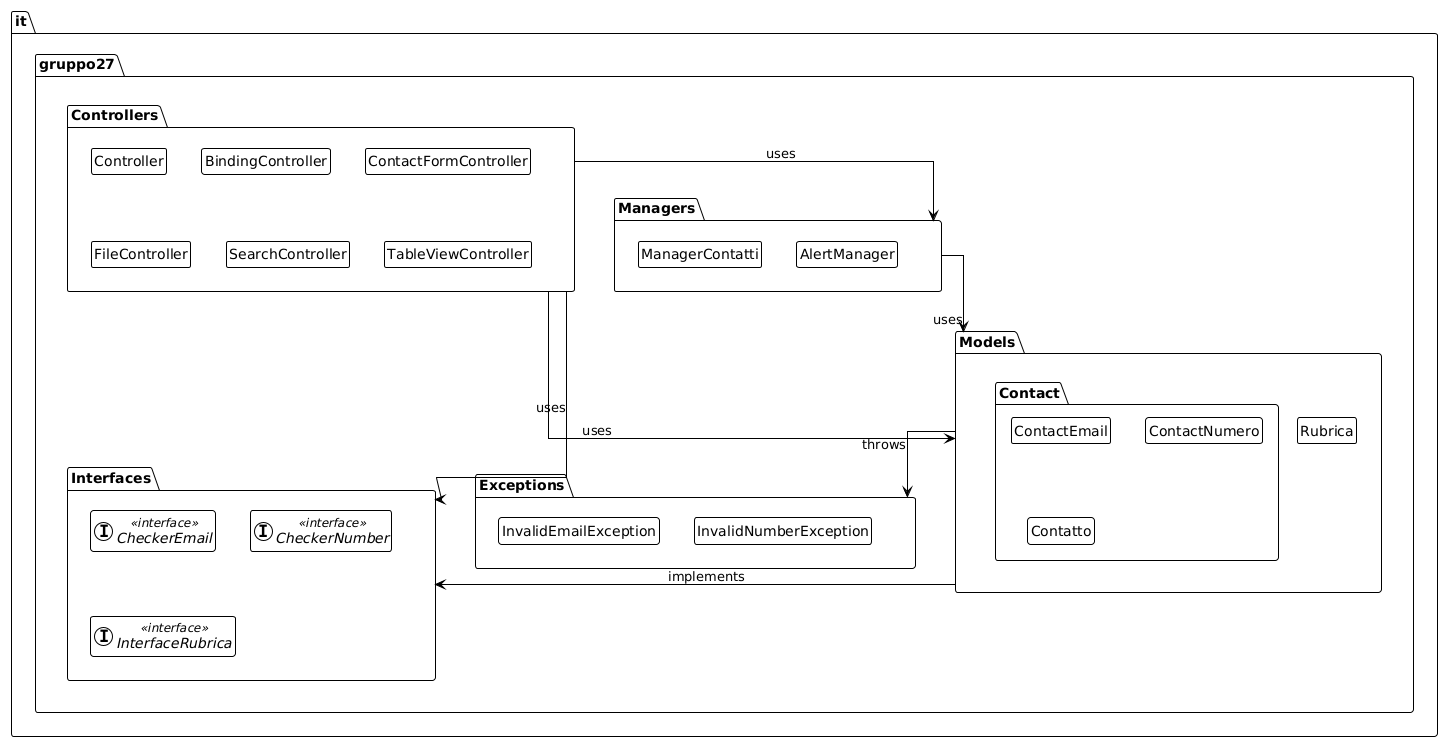 it
gruppo27
Controllers
Controller
BindingController
ContactFormController
uses
Managers
FileController
SearchController
TableViewController
ManagerContatti
AlertManager
uses
Models
Contact
uses
ContactEmail
ContactNumero
Rubrica
uses
throws
Interfaces
Exceptions
«interface»
CheckerEmail
«interface»
CheckerNumber
InvalidEmailException
InvalidNumberException
Contatto
implements
«interface»
InterfaceRubrica